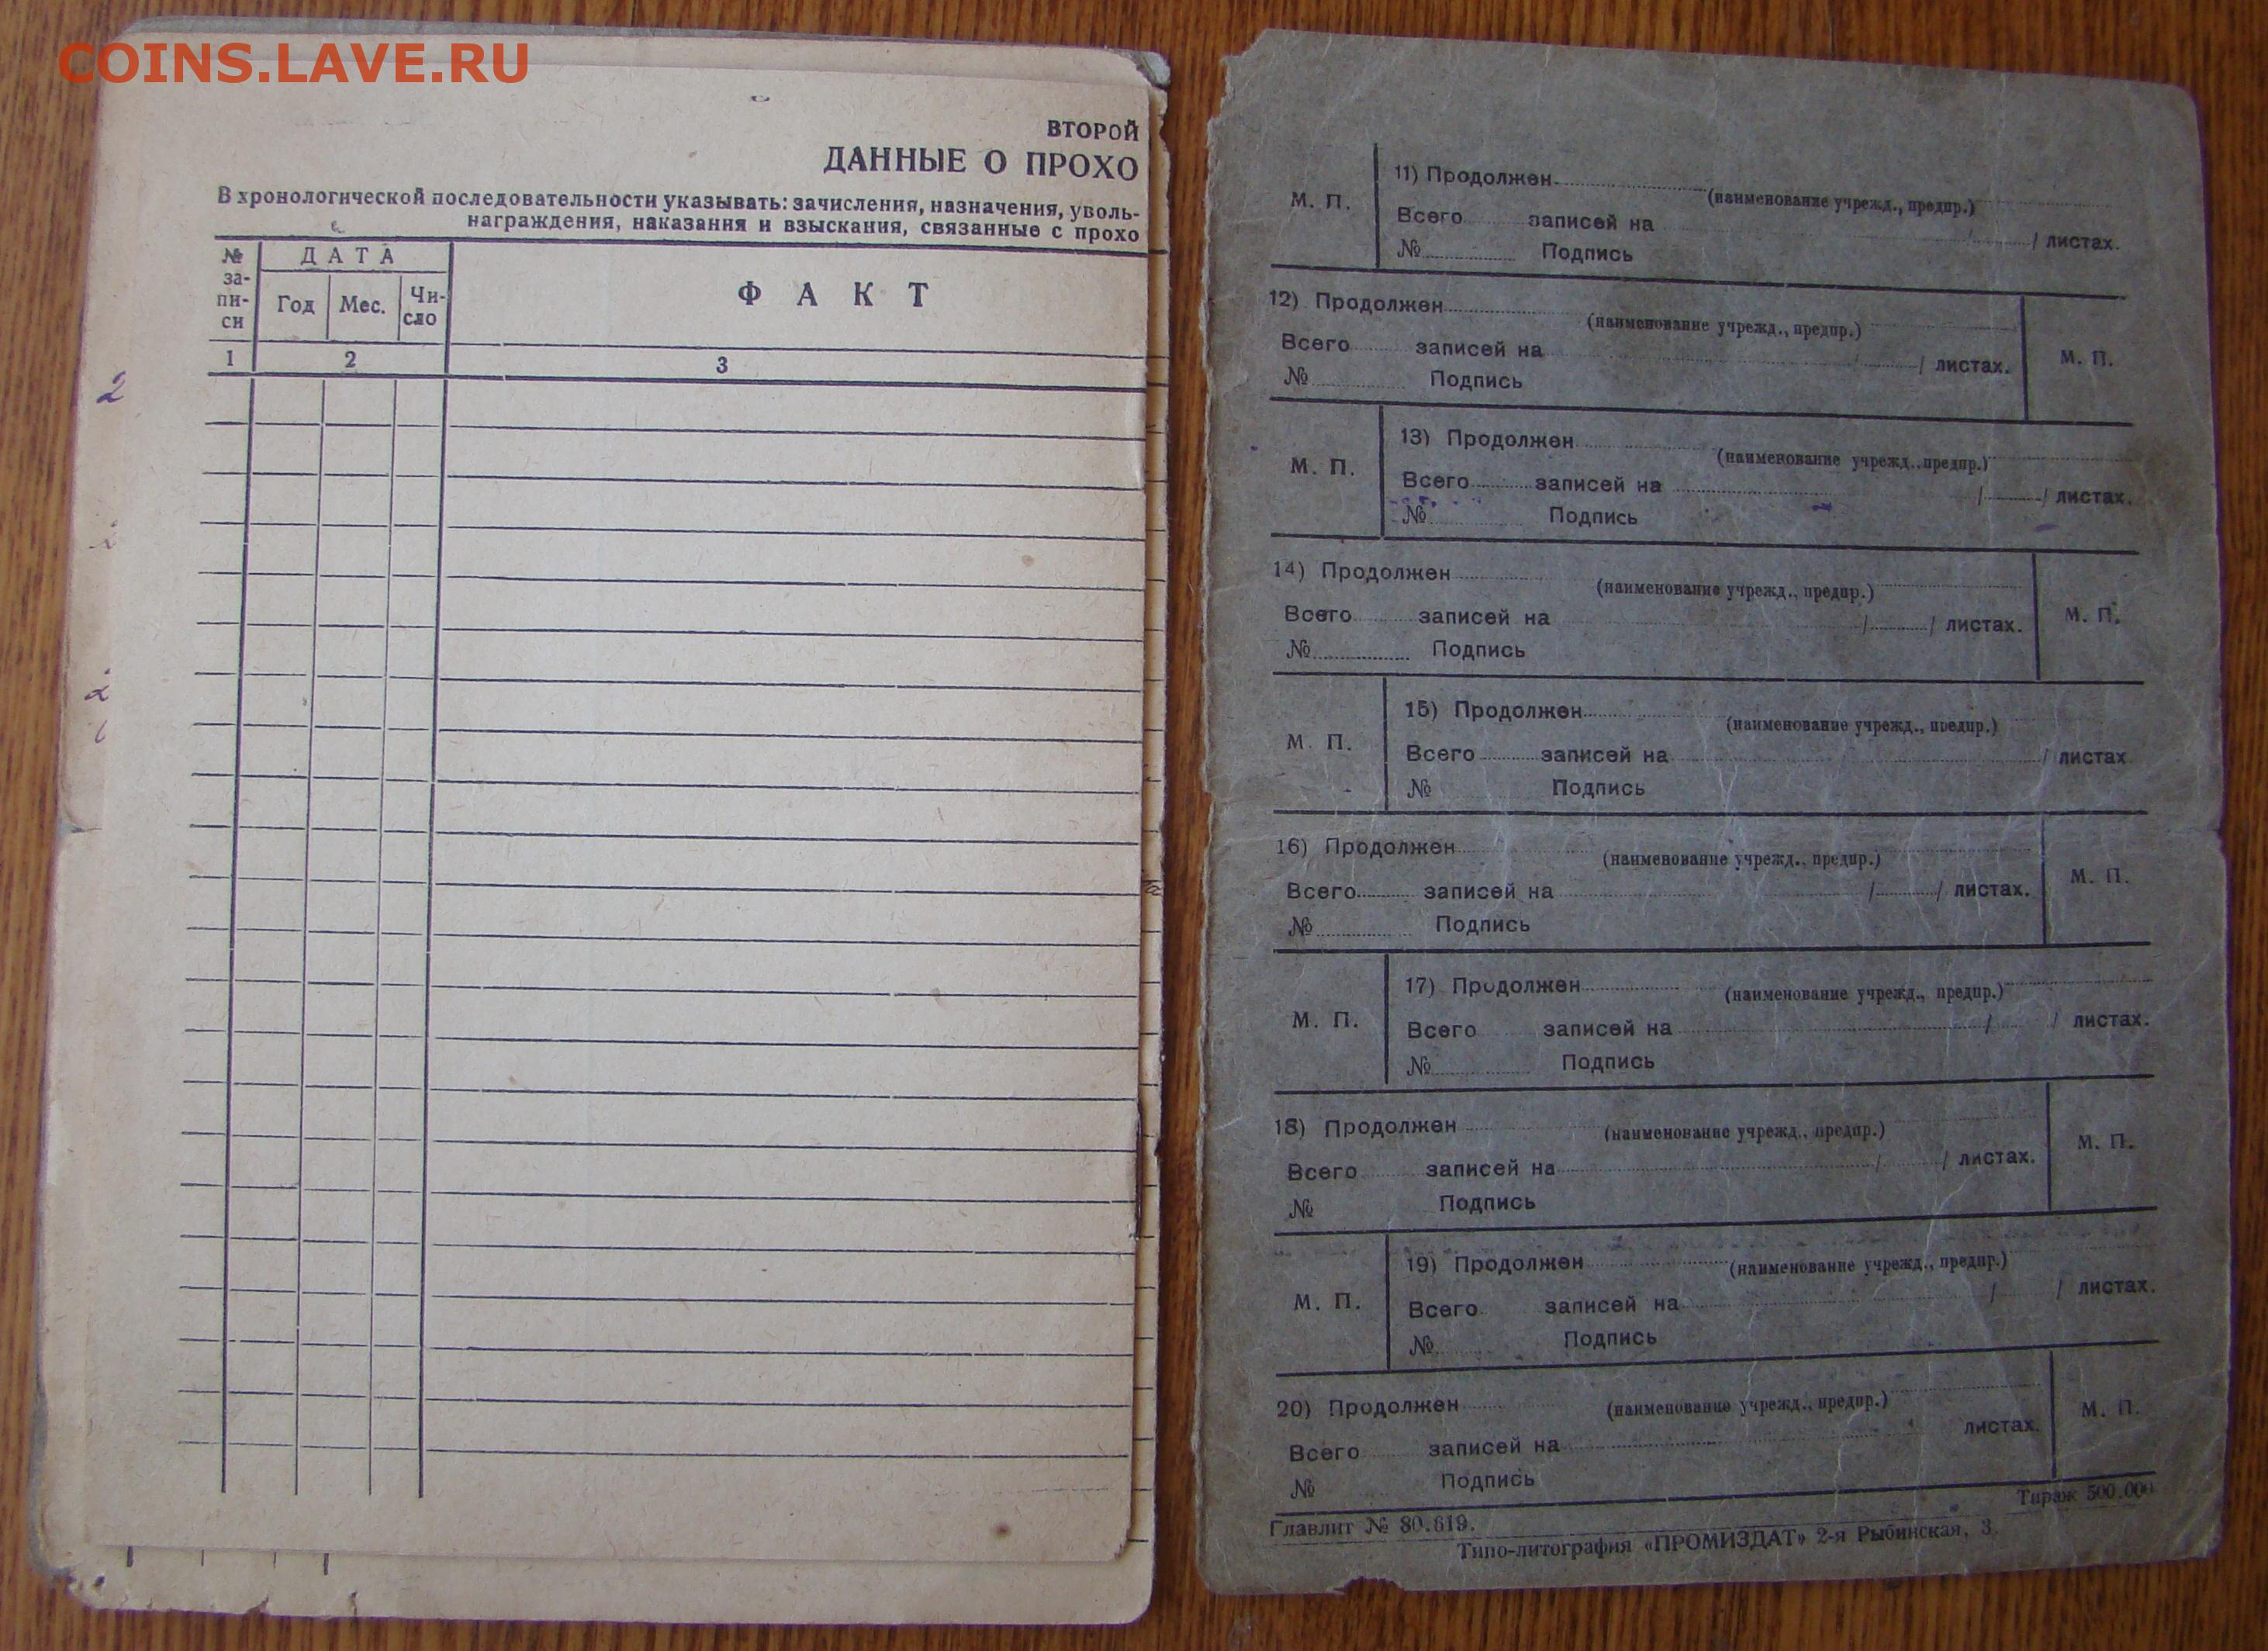 COINS.LAVE.RU
ВТОРОЙ
ДАННЫЕ О ПРОХО
В хронологической последовательности указывать: зачисления, назначения, уволь-
награждения, наказания и взыскания, связанные с прохо
№ за- пи- си
ДАТА
Год Мес. Чи- сло
ФАКТ
1 2 3
2
11) Продолжен
(наименование учрежд., предпр.)
М. П.
Всего записей на / / листах.
№ Подпись
12) Продолжен
(наименование учрежд., предпр.)
Всего записей на / / листах.
М. П.
№ Подпись
13) Продолжен
(наименование учрежд., предпр.)
М. П.
Всего записей на / / листах.
№ Подпись
14) Продолжен
(наименование учрежд., предпр.)
Всего записей на / / листах.
М. П.
№ Подпись
15) Продолжен
(наименование учрежд., предпр.)
М. П.
Всего записей на / листах
№ Подпись
16) Продолжен
(наименование учрежд., предпр.)
Всего записей на / / листах.
М. П.
№ Подпись
17) Продолжен
(наименование учрежд., предпр.)
М. П.
Всего записей на / / листах.
№ Подпись
18) Продолжен
(наименование учрежд., предпр.)
Всего записей на / / листах.
М. П.
№ Подпись
19) Продолжен
(наименование учрежд., предпр.)
М. П.
Всего записей на / / листах.
№ Подпись
20) Продолжен
(наименование учрежд., предпр.)
Всего записей на листах.
М. П.
№ Подпись
Главлит № 80.619.
Тираж 500.000
Типо-литография «ПРОМИЗДАТ» 2-я Рыбинская, 3.